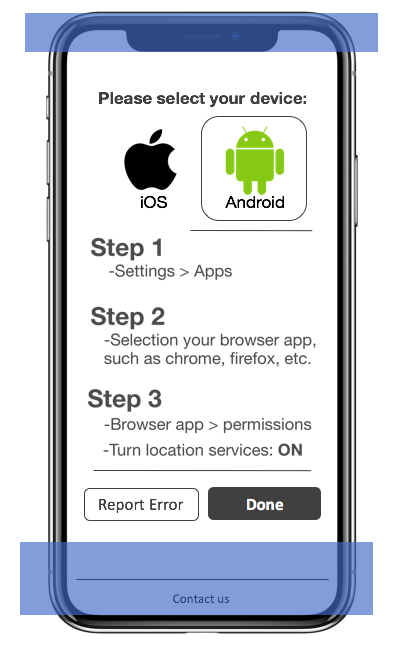 Please select your device:
iOS
Android
Step 1
-Settings > Apps
Step 2
-Selection your browser app,
such as chrome, firefox, etc.
Step 3
-Browser app > permissions
-Turn location services: ON
Report Error
Done
Contact us